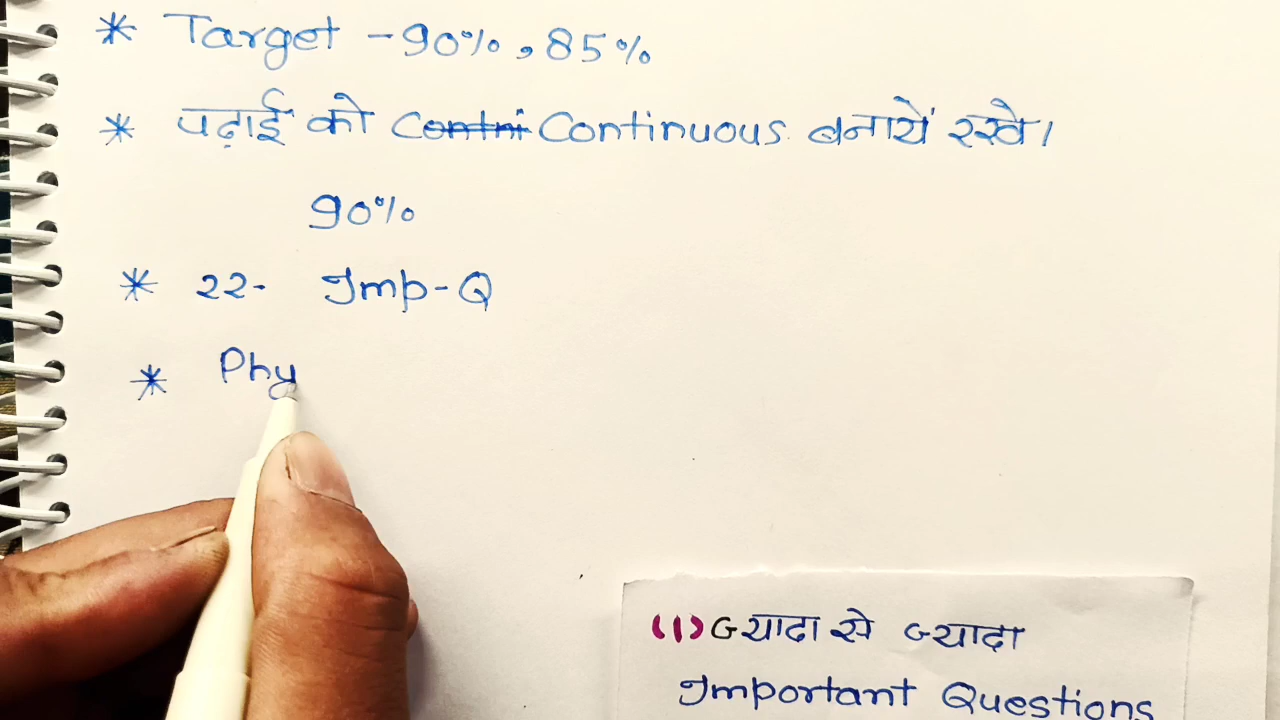 * Target - 90%, 85%
* पढ़ाई को Contni Continuous बनायें रखे।
90%
* 22- Imp-Q
* Phy
(1) ज्यादा से ज्यादा
Important Questions